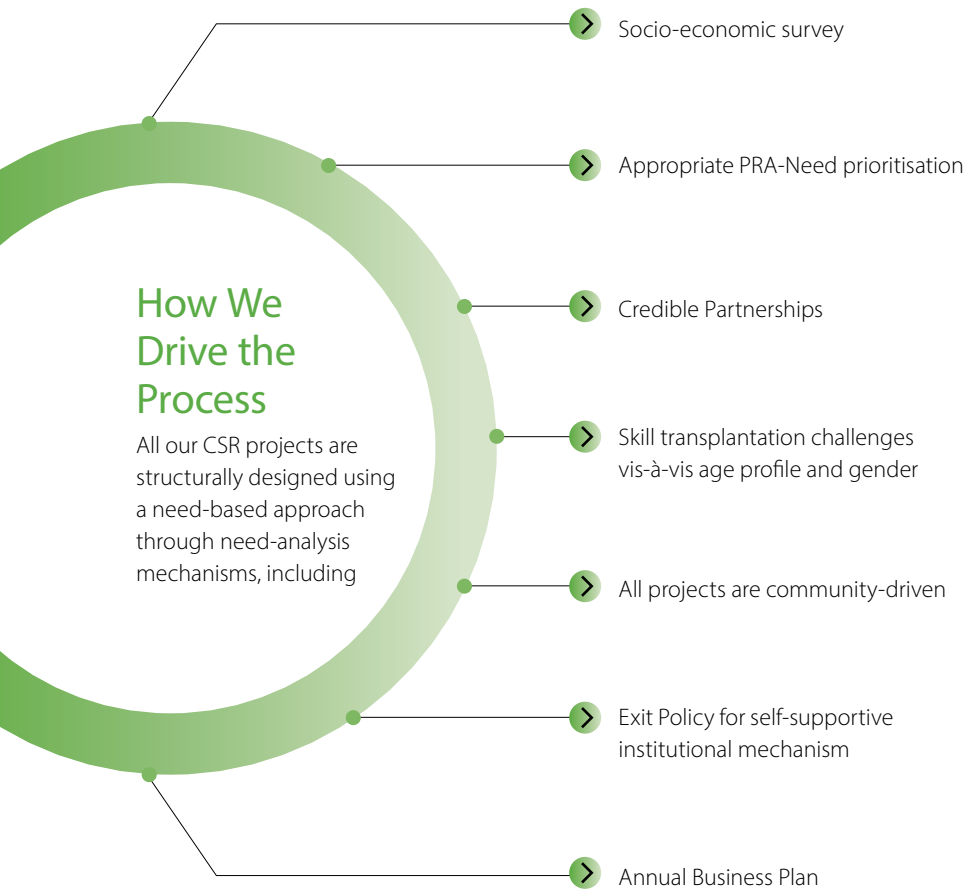 How We
Drive the
Process
All our CSR projects are
structurally designed using
a need-based approach
through need-analysis
mechanisms, including
Socio-economic survey
Appropriate PRA-Need prioritisation
Credible Partnerships
Skill transplantation challenges
vis-à-vis age profile and gender
All projects are community-driven
Exit Policy for self-supportive
institutional mechanism
Annual Business Plan